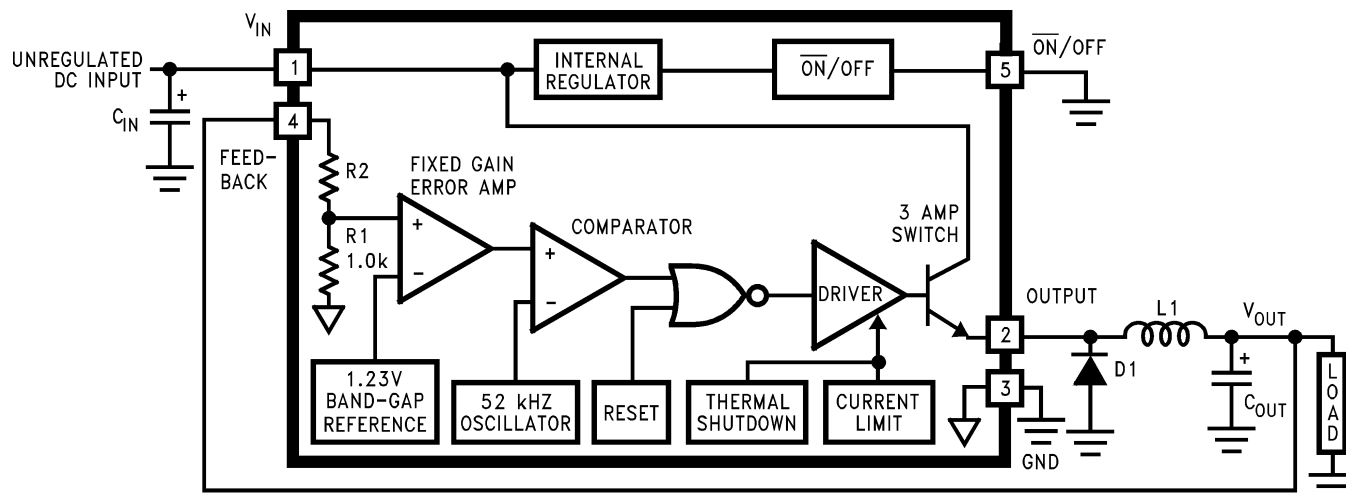 V_IN
UNREGULATED
DC INPUT
+
C_IN
1
4
FEED-
BACK
R2
R1
1.0k
FIXED GAIN
ERROR AMP
+
−
INTERNAL
REGULATOR
O̅N̅/OFF
5
O̅N̅/OFF
COMPARATOR
+
−
3 AMP
SWITCH
DRIVER
OUTPUT
2
3
GND
L1
V_OUT
D1
+
C_OUT
LOAD
1.23V
BAND-GAP
REFERENCE
52 kHZ
OSCILLATOR
RESET
THERMAL
SHUTDOWN
CURRENT
LIMIT